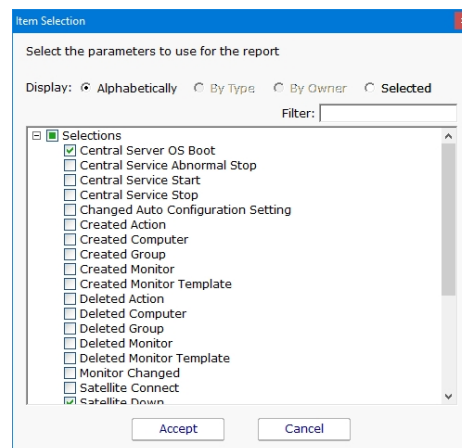 Item Selection
Select the parameters to use for the report
Display: Alphabetically By Type By Owner Selected
Filter:
Selections
Central Server OS Boot
Central Service Abnormal Stop
Central Service Start
Central Service Stop
Changed Auto Configuration Setting
Created Action
Created Computer
Created Group
Created Monitor
Created Monitor Template
Deleted Action
Deleted Computer
Deleted Group
Deleted Monitor
Deleted Monitor Template
Monitor Changed
Satellite Connect
Satellite Down
Accept Cancel